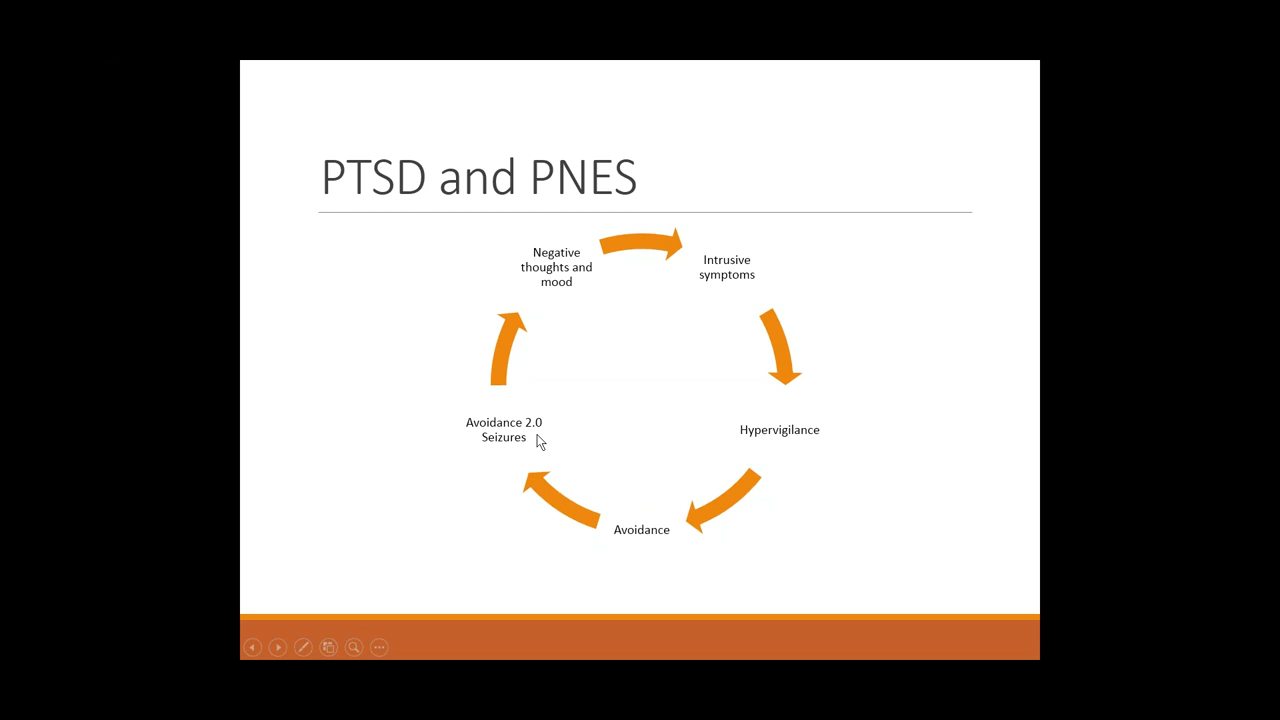 PTSD and PNES
Negative
thoughts and
mood
Intrusive
symptoms
Hypervigilance
Avoidance
Avoidance 2.0
Seizures